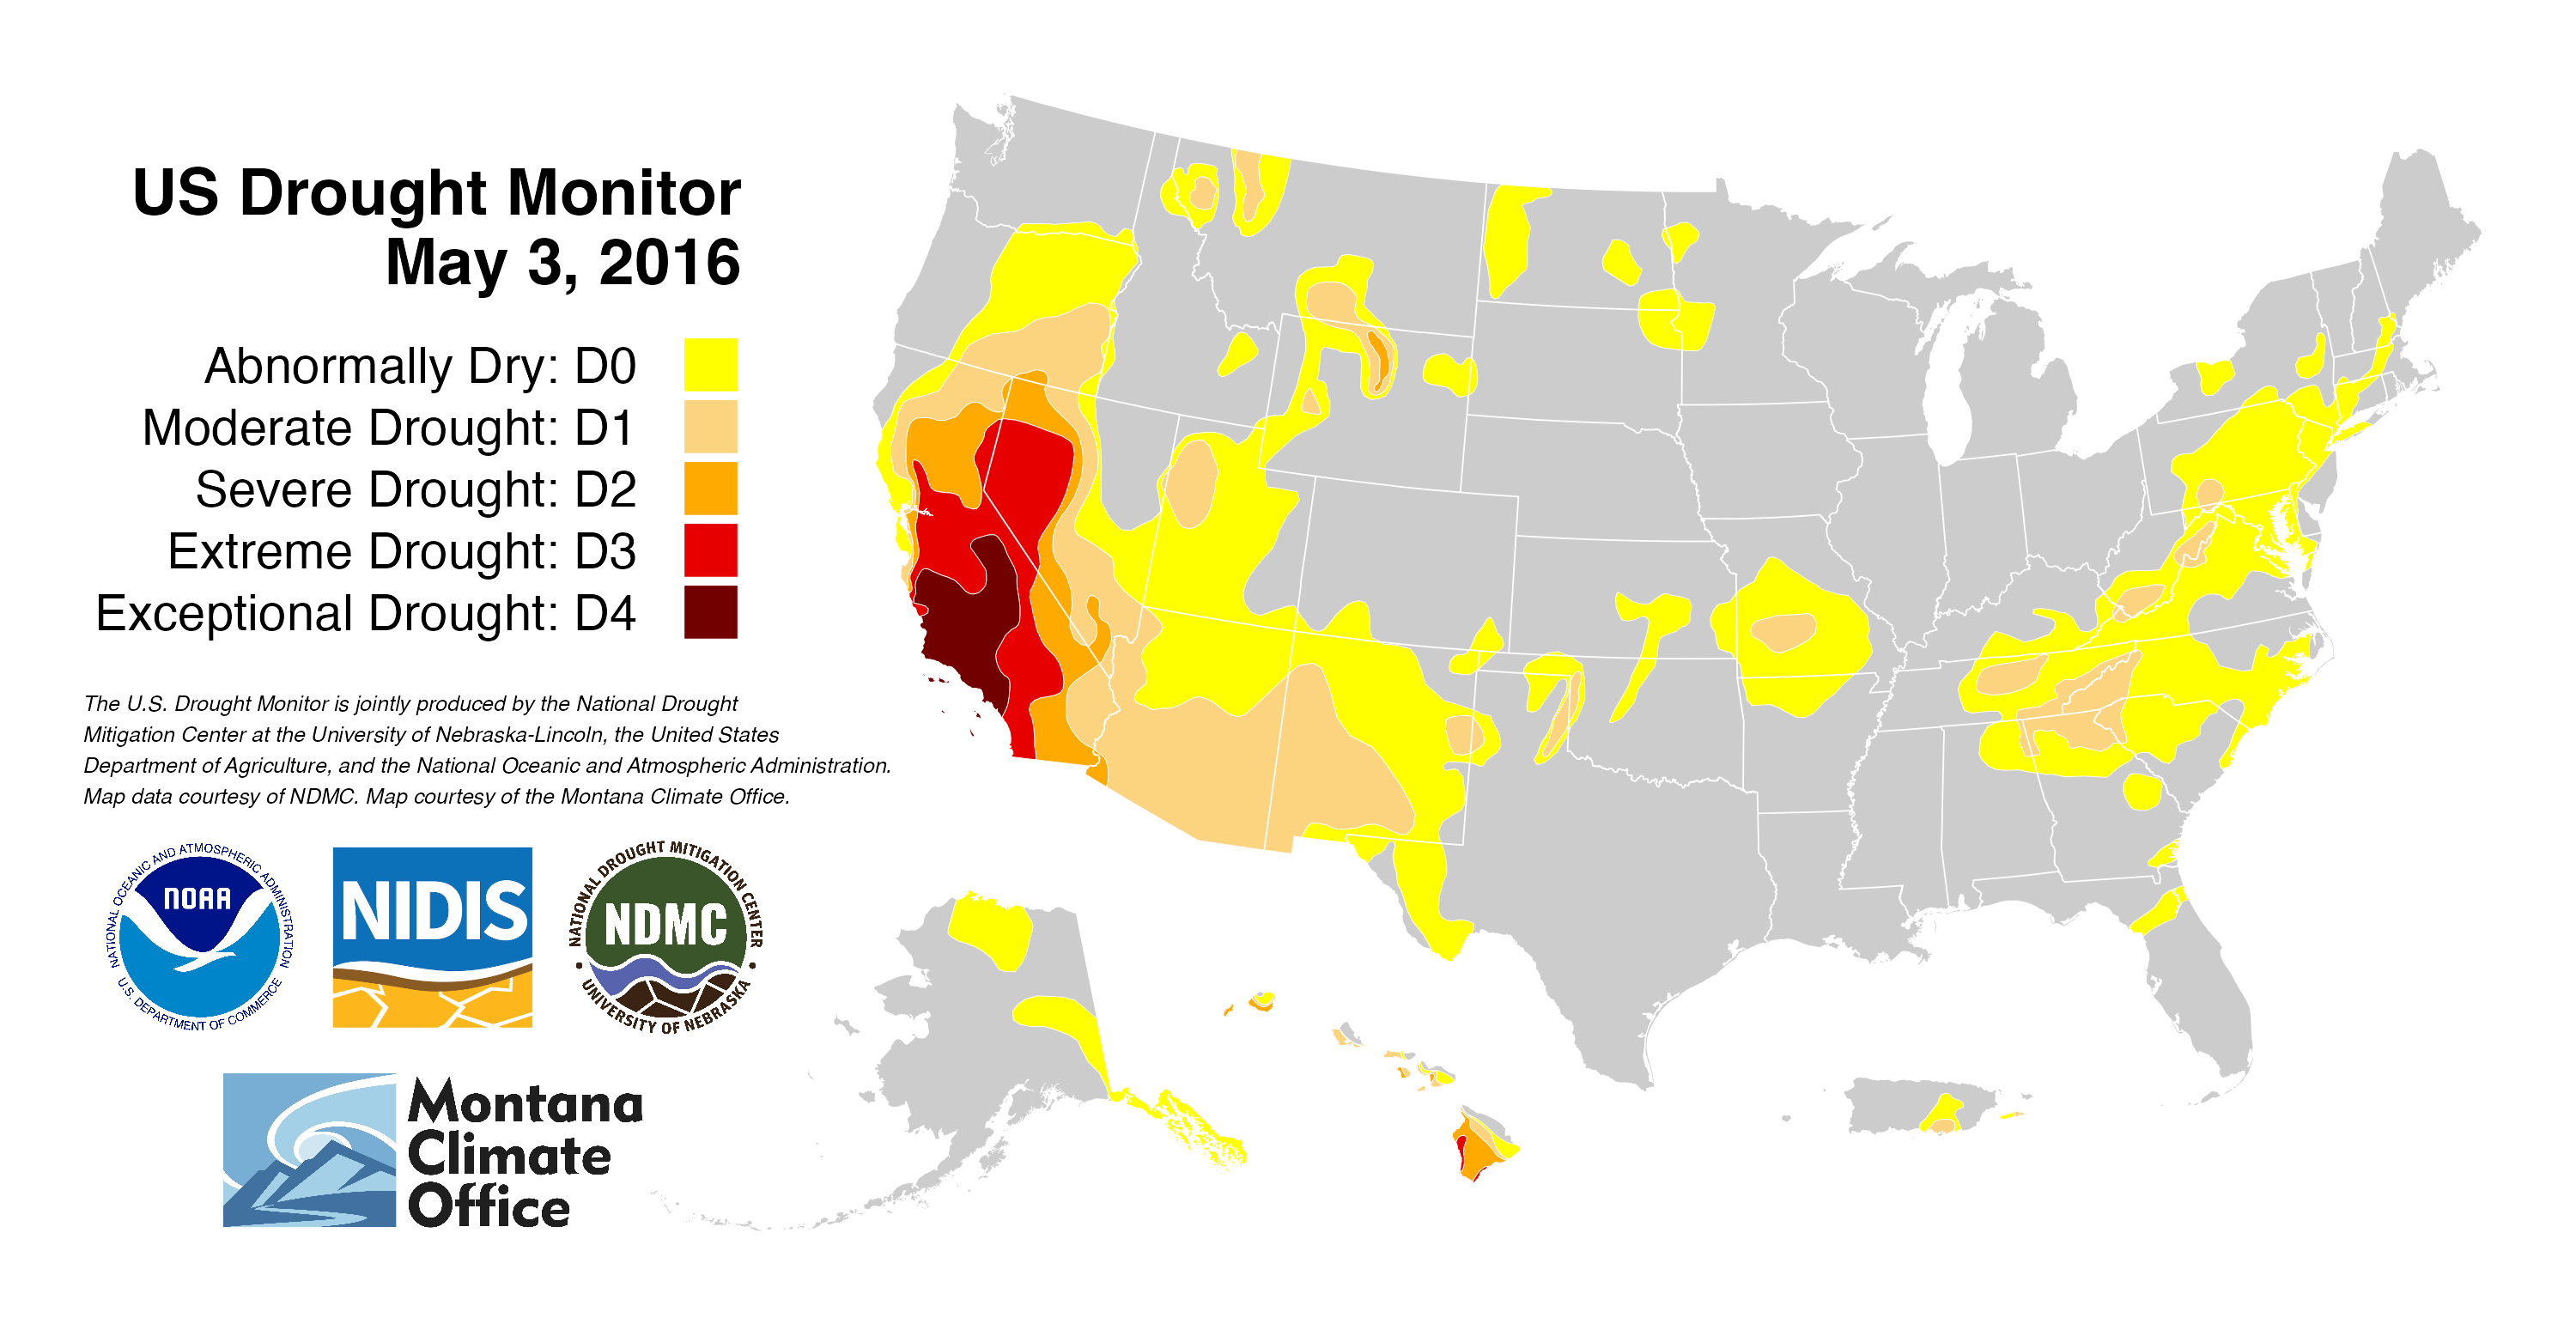 US Drought Monitor
May 3, 2016
Abnormally Dry: D0
Moderate Drought: D1
Severe Drought: D2
Extreme Drought: D3
Exceptional Drought: D4
The U.S. Drought Monitor is jointly produced by the National Drought
Mitigation Center at the University of Nebraska-Lincoln, the United States
Department of Agriculture, and the National Oceanic and Atmospheric Administration.
Map data courtesy of NDMC. Map courtesy of the Montana Climate Office.
NATIONAL OCEANIC AND ATMOSPHERIC ADMINISTRATION
NOAA
U.S. DEPARTMENT OF COMMERCE
NIDIS
NATIONAL DROUGHT MITIGATION CENTER
NDMC
UNIVERSITY OF NEBRASKA
Montana
Climate
Office